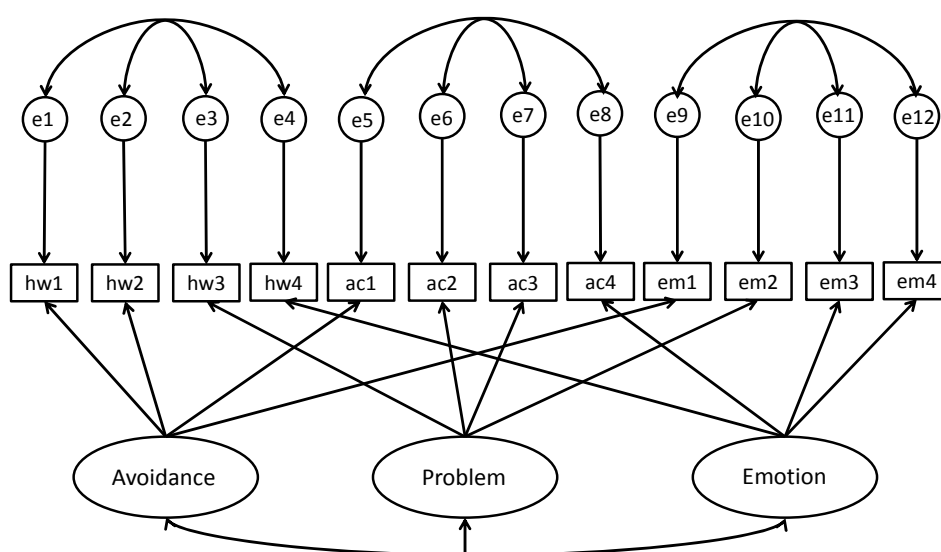 e1 e2 e3 e4 e5 e6 e7 e8 e9 e10 e11 e12
hw1 hw2 hw3 hw4 ac1 ac2 ac3 ac4 em1 em2 em3 em4
Avoidance Problem Emotion